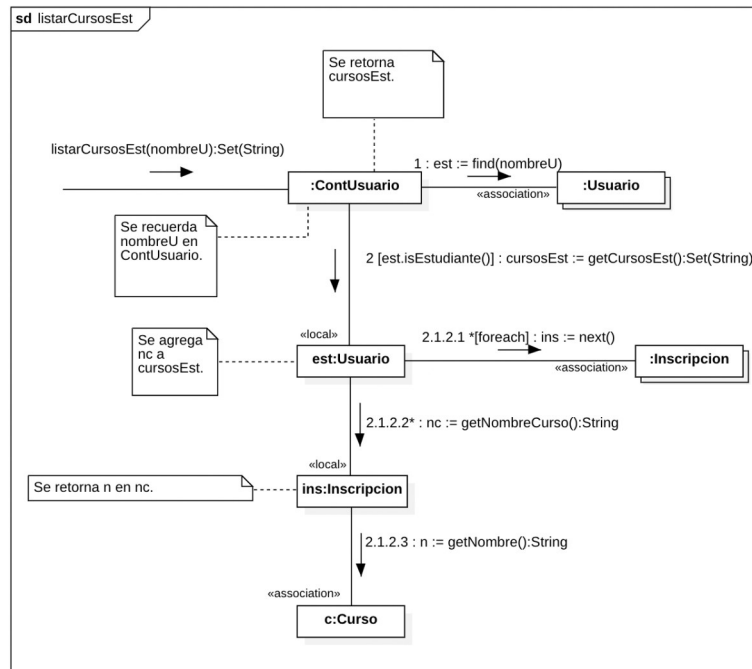 sd listarCursosEst
Se retorna
cursosEst.
listarCursosEst(nombreU):Set(String)
1 : est := find(nombreU)
:ContUsuario
«association»
:Usuario
Se recuerda
nombreU en
ContUsuario.
2 [est.isEstudiante()] : cursosEst := getCursosEst():Set(String)
«local»
Se agrega
nc a
cursosEst.
2.1.2.1 *[foreach] : ins := next()
est:Usuario
«association»
:Inscripcion
2.1.2.2* : nc := getNombreCurso():String
«local»
Se retorna n en nc.
ins:Inscripcion
2.1.2.3 : n := getNombre():String
«association»
c:Curso